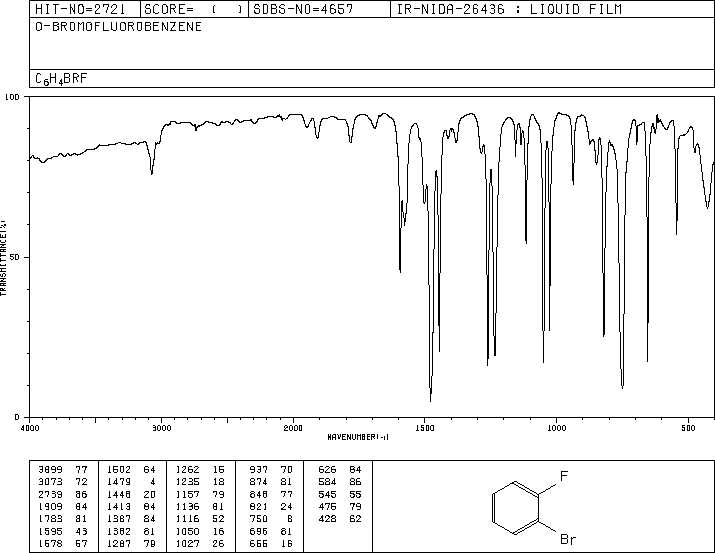 HIT-NO=2721 SCORE= ( ) SDBS-NO=4657 IR-NIDA-26436 : LIQUID FILM
O-BROMOFLUOROBENZENE
C6H4BRF
100
50
0
TRANSMITTANCE(%)
4000 3000 2000 1500 1000 500
WAVENUMBER(-1)
3899 77 1502 64 1262 15 937 70 626 84
3073 72 1479 4 1235 18 874 81 584 86
2739 86 1448 20 1157 79 848 77 545 55
1909 84 1413 84 1136 81 821 24 476 79
1783 81 1387 84 1116 52 750 8 428 62
1595 43 1382 81 1050 16 696 81
1578 57 1287 79 1027 26 656 16
F
Br